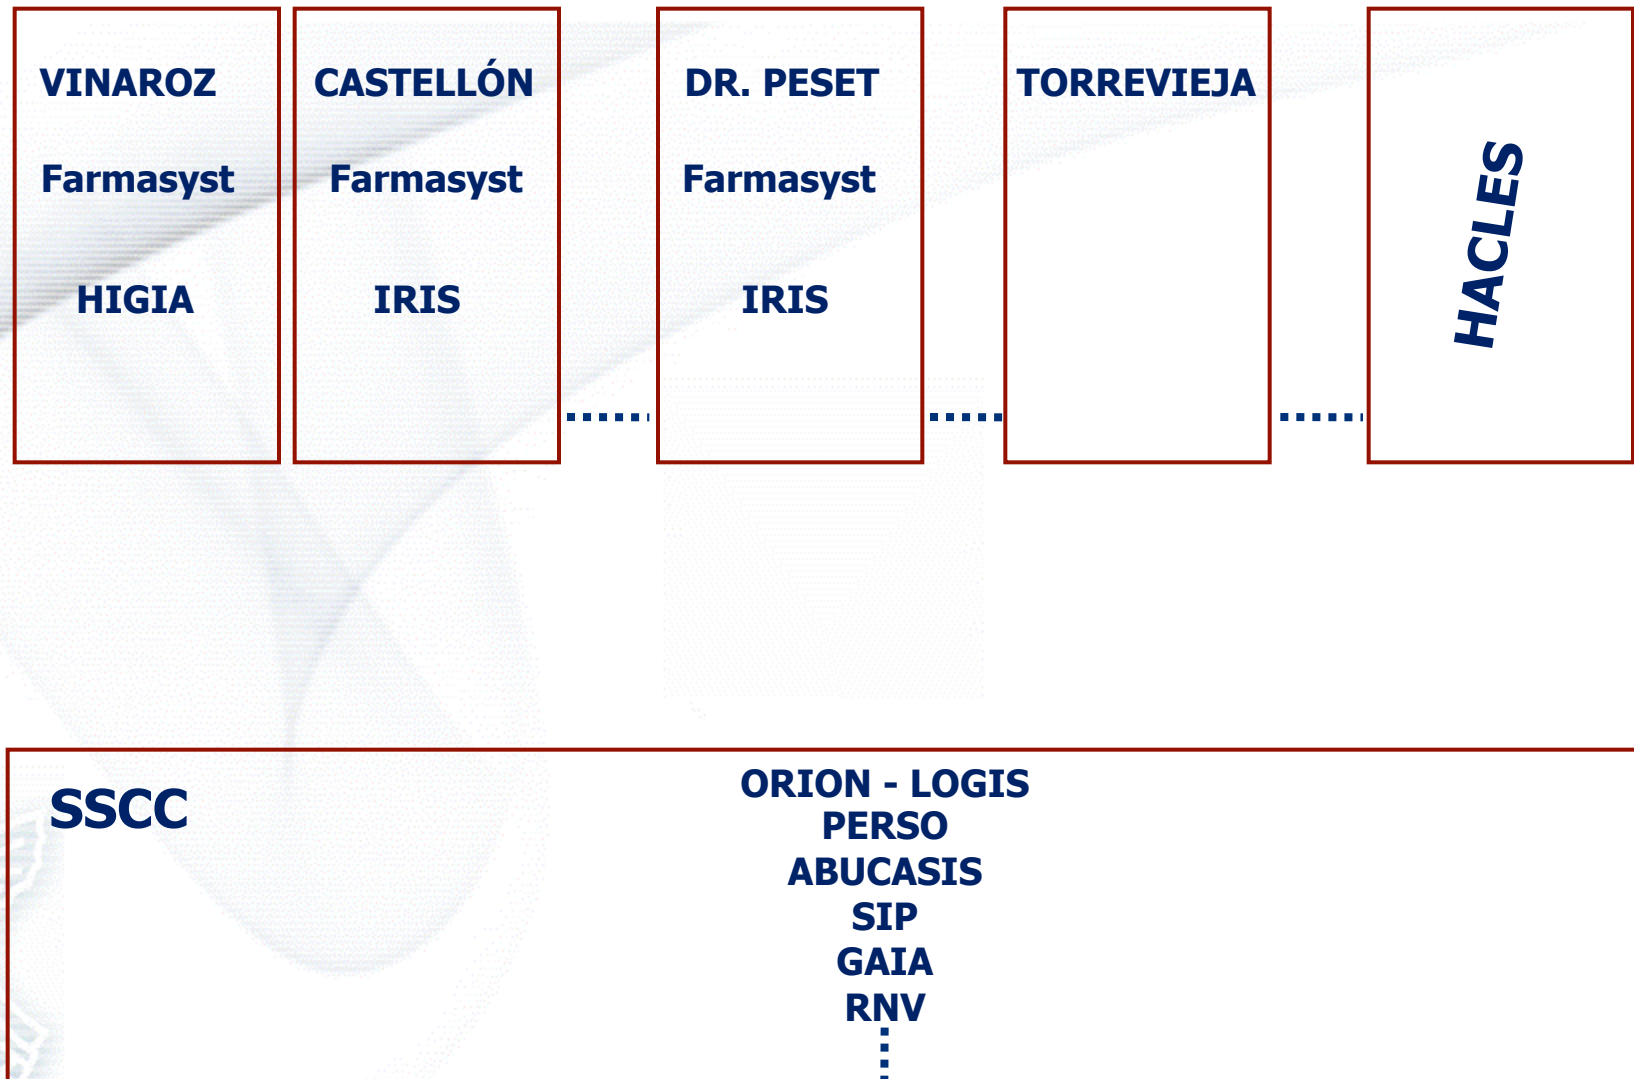 VINAROZ
Farmasyst
HIGIA
CASTELLÓN
Farmasyst
IRIS
DR. PESET
Farmasyst
IRIS
TORREVIEJA
HACLES
SSCC
ORION - LOGIS
PERSO
ABUCASIS
SIP
GAIA
RNV